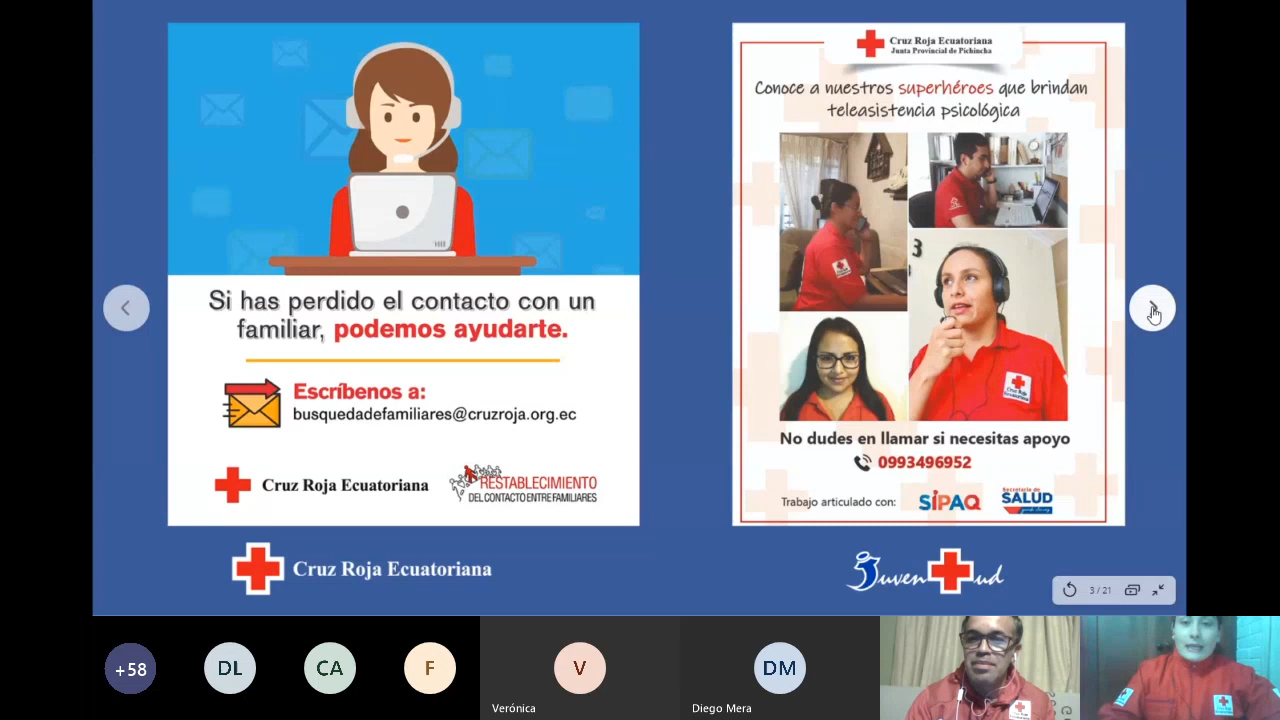 Si has perdido el contacto con un
familiar, podemos ayudarte.
Escríbenos a:
busquedadefamiliares@cruzroja.org.ec
Cruz Roja Ecuatoriana
RESTABLECIMIENTO
DEL CONTACTO ENTRE FAMILIARES
Cruz Roja Ecuatoriana
Cruz Roja Ecuatoriana
Junta Provincial de Pichincha
Conoce a nuestros superhéroes que brindan
teleasistencia psicológica
No dudes en llamar si necesitas apoyo
0993496952
Trabajo articulado con:
SIPAQ
Secretaría de
SALUD
Juventud
3 / 21
+58
DL
CA
F
V
Verónica
DM
Diego Mera